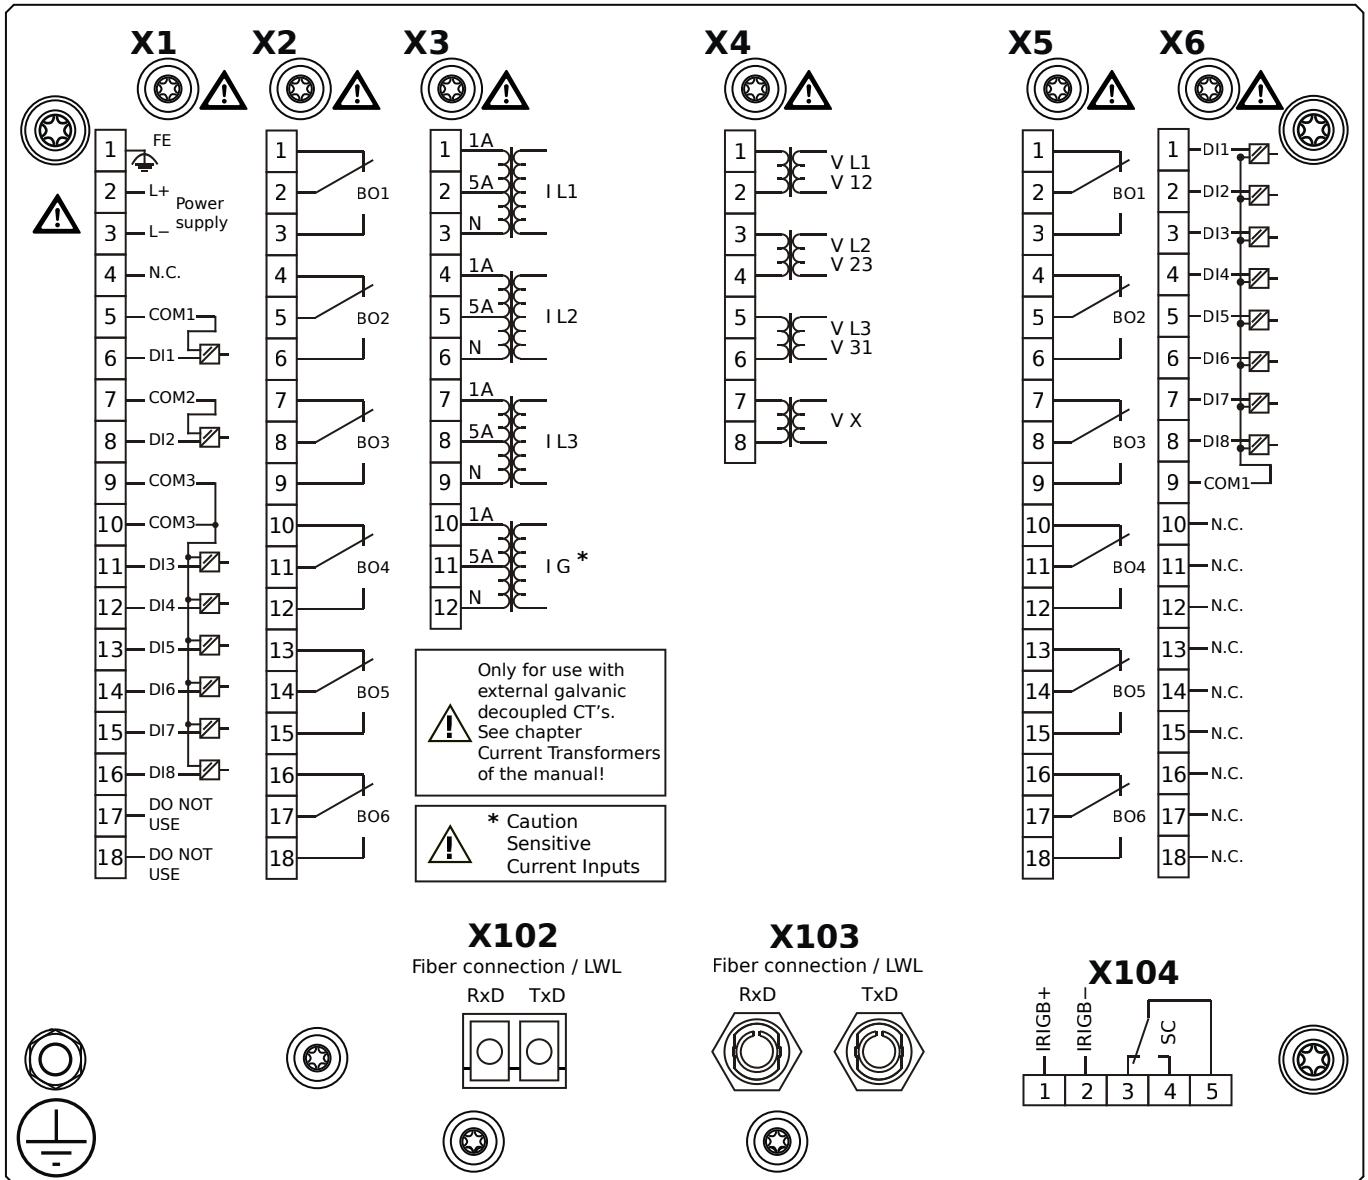 X1
X2
X3
X4
X5
X6
1 FE
2 L+
Power
supply
3 L−
4 N.C.
5 COM1
6 DI1
7 COM2
8 DI2
9 COM3
10 COM3
11 DI3
12 DI4
13 DI5
14 DI6
15 DI7
16 DI8
17 DO NOT
USE
18 DO NOT
USE
1
2 BO1
3
4
5 BO2
6
7
8 BO3
9
10
11 BO4
12
13
14 BO5
15
16
17 BO6
18
1 1A
2 5A I L1
3 N
4 1A
5 5A I L2
6 N
7 1A
8 5A I L3
9 N
10 1A
11 5A I G *
12 N
Only for use with
external galvanic
decoupled CT's.
See chapter
Current Transformers
of the manual!
* Caution
Sensitive
Current Inputs
1 V L1
2 V 12
3 V L2
4 V 23
5 V L3
6 V 31
7 V X
8
1
2 BO1
3
4
5 BO2
6
7
8 BO3
9
10
11 BO4
12
13
14 BO5
15
16
17 BO6
18
1 DI1
2 DI2
3 DI3
4 DI4
5 DI5
6 DI6
7 DI7
8 DI8
9 COM1
10 N.C.
11 N.C.
12 N.C.
13 N.C.
14 N.C.
15 N.C.
16 N.C.
17 N.C.
18 N.C.
X102
Fiber connection / LWL
RxD TxD
X103
Fiber connection / LWL
RxD TxD
X104
IRIGB+
IRIGB−
SC
1 2 3 4 5